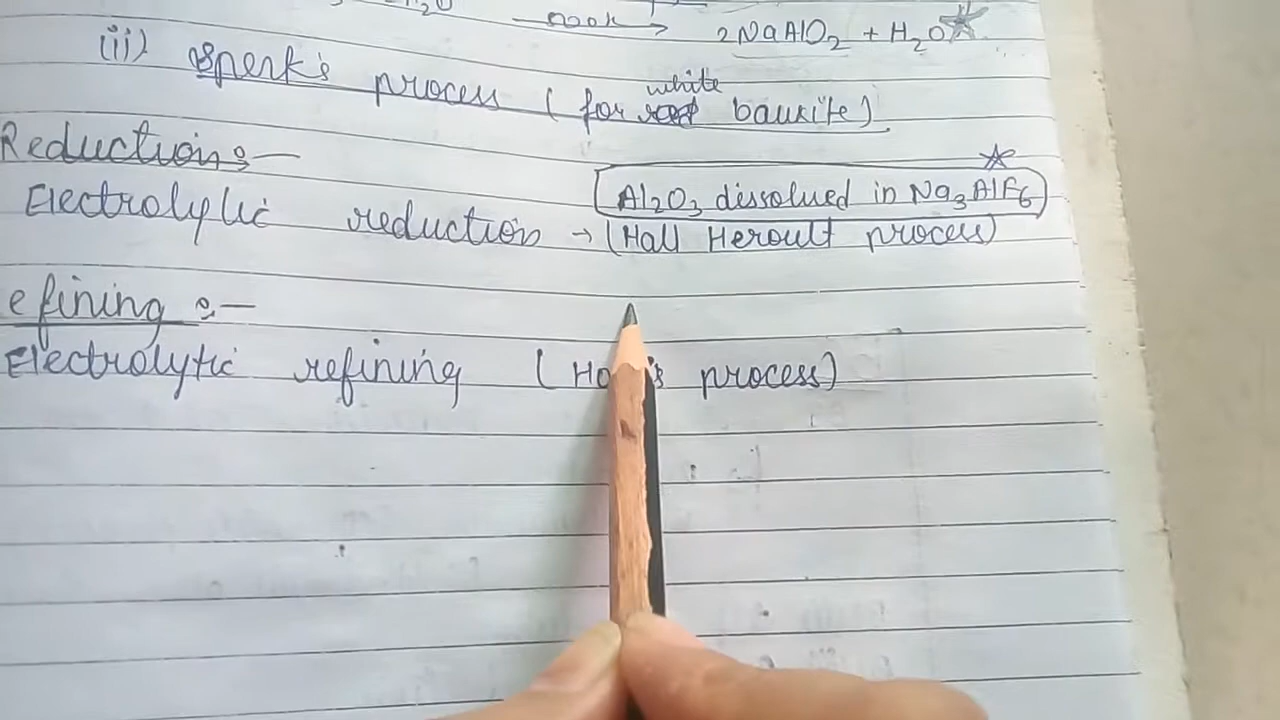 2NaAlO2 + H2O
(ii) Sperk's process (for white bauxite)
Reduction:—
Al2O3 dissolved in Na3AlF6
Electrolytic reduction → (Hall Heroult process)
efining :—
Electrolytic refining ( process)